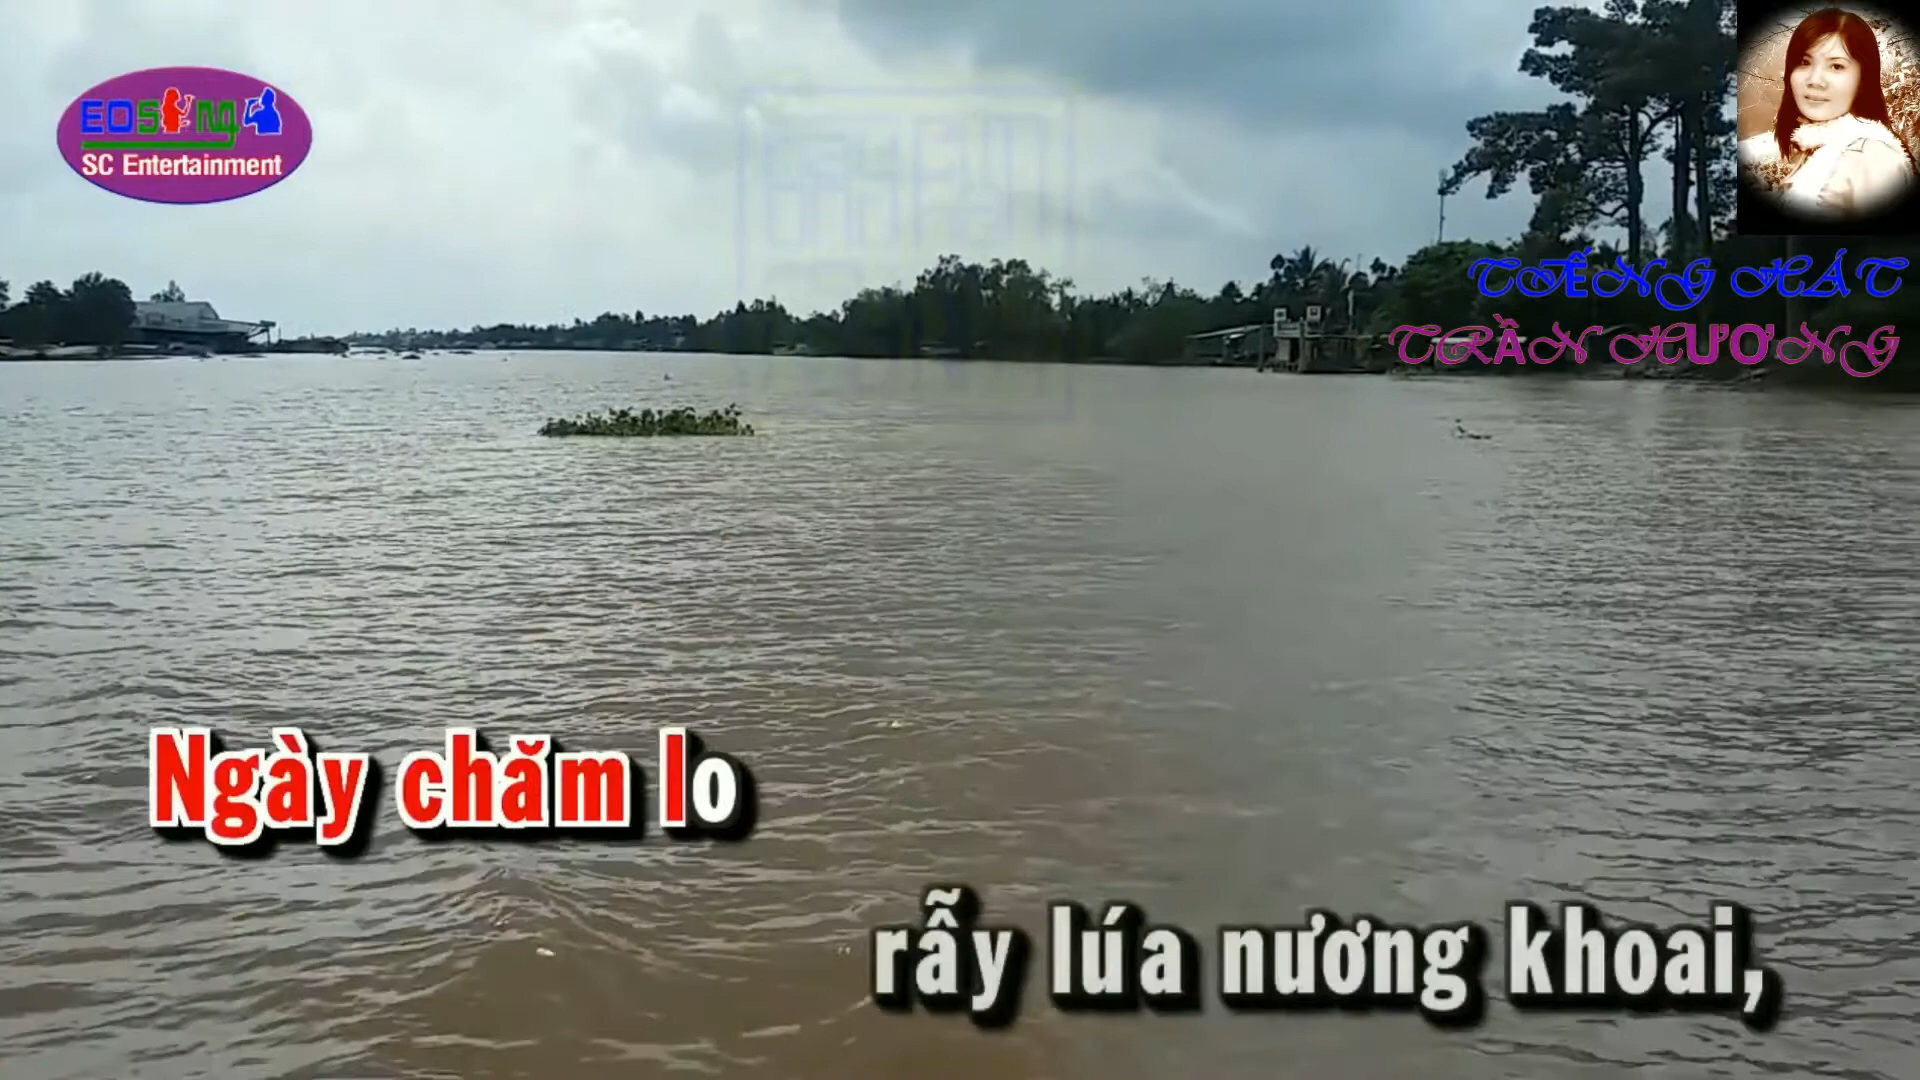 EOSing
SC Entertainment
TIẾNG HÁT
TRẦN HƯƠNG
Ngày chăm lo
rẫy lúa nương khoai,